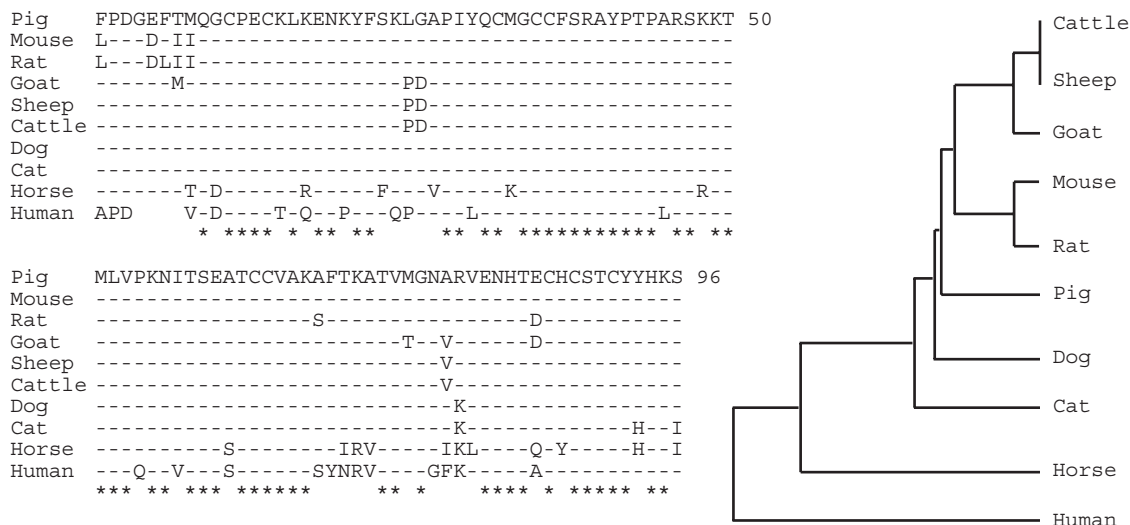 Pig FPDGEFTMQGCPECKLKENKYFSKLGAPIYQCMGCCFSRAYPTPARSKKT 50
Mouse L---D-II------------------------------------------
Rat L---DLII------------------------------------------
Goat ------M-----------------PD------------------------
Sheep ------------------------PD------------------------
Cattle ------------------------PD------------------------
Dog --------------------------------------------------
Cat --------------------------------------------------
Horse -------T-D------R-----F---V-----K--------------R--
Human APD    V-D----T-Q--P---QP----L--------------L-----
* **** * ** **     ** ** *********** ** **
Pig MLVPKNITSEATCCVAKAFTKATVMGNARVENHTECHCSTCYYHKS 96
Mouse ----------------------------------------------
Rat -----------------S----------------D-----------
Goat ------------------------T--V------D-----------
Sheep ---------------------------V------------------
Cattle ---------------------------V------------------
Dog ----------------------------K-----------------
Cat ----------------------------K-------------H--I
Horse ----------S--------IRV-----IKL----Q-Y-----H--I
Human ---Q--V---S------SYNRV----GFK-----A-----------
*** ** *** *******     ** *    **** * ****** **
Cattle
Sheep
Goat
Mouse
Rat
Pig
Dog
Cat
Horse
Human